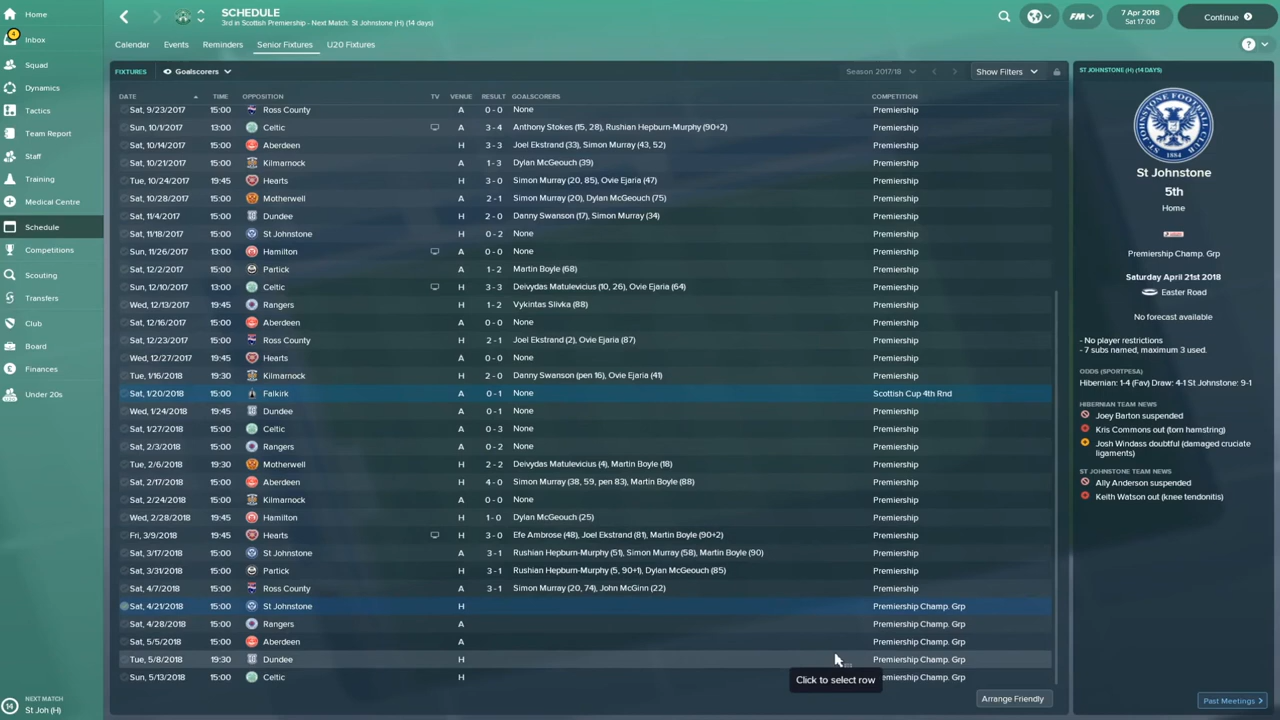 Home
4
Inbox
Squad
Dynamics
Tactics
Team Report
Staff
Training
Medical Centre
Schedule
Competitions
Scouting
Transfers
Club
Board
Finances
Under 20s
14
NEXT MATCH
St Joh (H)
SCHEDULE
3rd in Scottish Premiership - Next Match: St Johnstone (H) (14 days)
FM
7 Apr 2018
Sat 17:00
Continue
Calendar Events Reminders Senior Fixtures U20 Fixtures
?
FIXTURES Goalscorers Season 2017/18 Show Filters
DATE TIME OPPOSITION TV VENUE RESULT GOALSCORERS COMPETITION
Sat, 9/23/2017 15:00 Ross County A 0 - 0 None Premiership
Sun, 10/1/2017 13:00 Celtic A 3 - 4 Anthony Stokes (15, 28), Rushian Hepburn-Murphy (90+2) Premiership
Sat, 10/14/2017 15:00 Aberdeen H 3 - 3 Joel Ekstrand (33), Simon Murray (43, 52) Premiership
Sat, 10/21/2017 15:00 Kilmarnock A 1 - 3 Dylan McGeouch (39) Premiership
Tue, 10/24/2017 19:45 Hearts H 3 - 0 Simon Murray (20, 85), Ovie Ejaria (47) Premiership
Sat, 10/28/2017 15:00 Motherwell A 2 - 1 Simon Murray (20), Dylan McGeouch (75) Premiership
Sat, 11/4/2017 15:00 Dundee H 2 - 0 Danny Swanson (17), Simon Murray (34) Premiership
Sat, 11/18/2017 15:00 St Johnstone H 0 - 2 None Premiership
Sun, 11/26/2017 13:00 Hamilton A 0 - 0 None Premiership
Sat, 12/2/2017 15:00 Partick A 1 - 2 Martin Boyle (68) Premiership
Sun, 12/10/2017 13:00 Celtic H 3 - 3 Deivydas Matulevicius (10, 26), Ovie Ejaria (64) Premiership
Wed, 12/13/2017 19:45 Rangers H 1 - 2 Vykintas Slivka (88) Premiership
Sat, 12/16/2017 15:00 Aberdeen A 0 - 0 None Premiership
Sat, 12/23/2017 15:00 Ross County H 2 - 1 Joel Ekstrand (2), Ovie Ejaria (87) Premiership
Wed, 12/27/2017 19:45 Hearts A 0 - 0 None Premiership
Tue, 1/16/2018 19:30 Kilmarnock H 2 - 0 Danny Swanson (pen 16), Ovie Ejaria (41) Premiership
Sat, 1/20/2018 15:00 Falkirk A 0 - 1 None Scottish Cup 4th Rnd
Wed, 1/24/2018 19:45 Dundee A 0 - 1 None Premiership
Sat, 1/27/2018 15:00 Celtic A 0 - 3 None Premiership
Sat, 2/3/2018 15:00 Rangers A 0 - 2 None Premiership
Tue, 2/6/2018 19:30 Motherwell H 2 - 2 Deivydas Matulevicius (4), Martin Boyle (18) Premiership
Sat, 2/17/2018 15:00 Aberdeen H 4 - 0 Simon Murray (38, 59, pen 83), Martin Boyle (88) Premiership
Sat, 2/24/2018 15:00 Kilmarnock A 0 - 0 None Premiership
Wed, 2/28/2018 19:45 Hamilton H 1 - 0 Dylan McGeouch (25) Premiership
Fri, 3/9/2018 19:45 Hearts H 3 - 0 Efe Ambrose (48), Joel Ekstrand (81), Martin Boyle (90+2) Premiership
Sat, 3/17/2018 15:00 St Johnstone A 3 - 1 Rushian Hepburn-Murphy (51), Simon Murray (58), Martin Boyle (90) Premiership
Sat, 3/31/2018 15:00 Partick H 3 - 1 Rushian Hepburn-Murphy (5, 90+1), Dylan McGeouch (85) Premiership
Sat, 4/7/2018 15:00 Ross County A 3 - 1 Simon Murray (20, 74), John McGinn (22) Premiership
Sat, 4/21/2018 15:00 St Johnstone H Premiership Champ. Grp
Sat, 4/28/2018 15:00 Rangers A Premiership Champ. Grp
Sat, 5/5/2018 15:00 Aberdeen A Premiership Champ. Grp
Tue, 5/8/2018 19:30 Dundee H Premiership Champ. Grp
Sun, 5/13/2018 15:00 Celtic H Premiership Champ. Grp
Click to select row
Arrange Friendly
ST JOHNSTONE (H) (14 DAYS)
ST JOHNSTONE FOOTBALL CLUB
1884
St Johnstone
5th
Home
Premiership Champ. Grp
Saturday April 21st 2018
Easter Road
No forecast available
- No player restrictions
- 7 subs named, maximum 3 used.
ODDS (SPORTPESA)
Hibernian: 1-4 (Fav) Draw: 4-1 St Johnstone: 9-1
HIBERNIAN TEAM NEWS
Joey Barton suspended
Kris Commons out (torn hamstring)
Josh Windass doubtful (damaged cruciate
ligaments)
ST JOHNSTONE TEAM NEWS
Ally Anderson suspended
Keith Watson out (knee tendonitis)
Past Meetings >